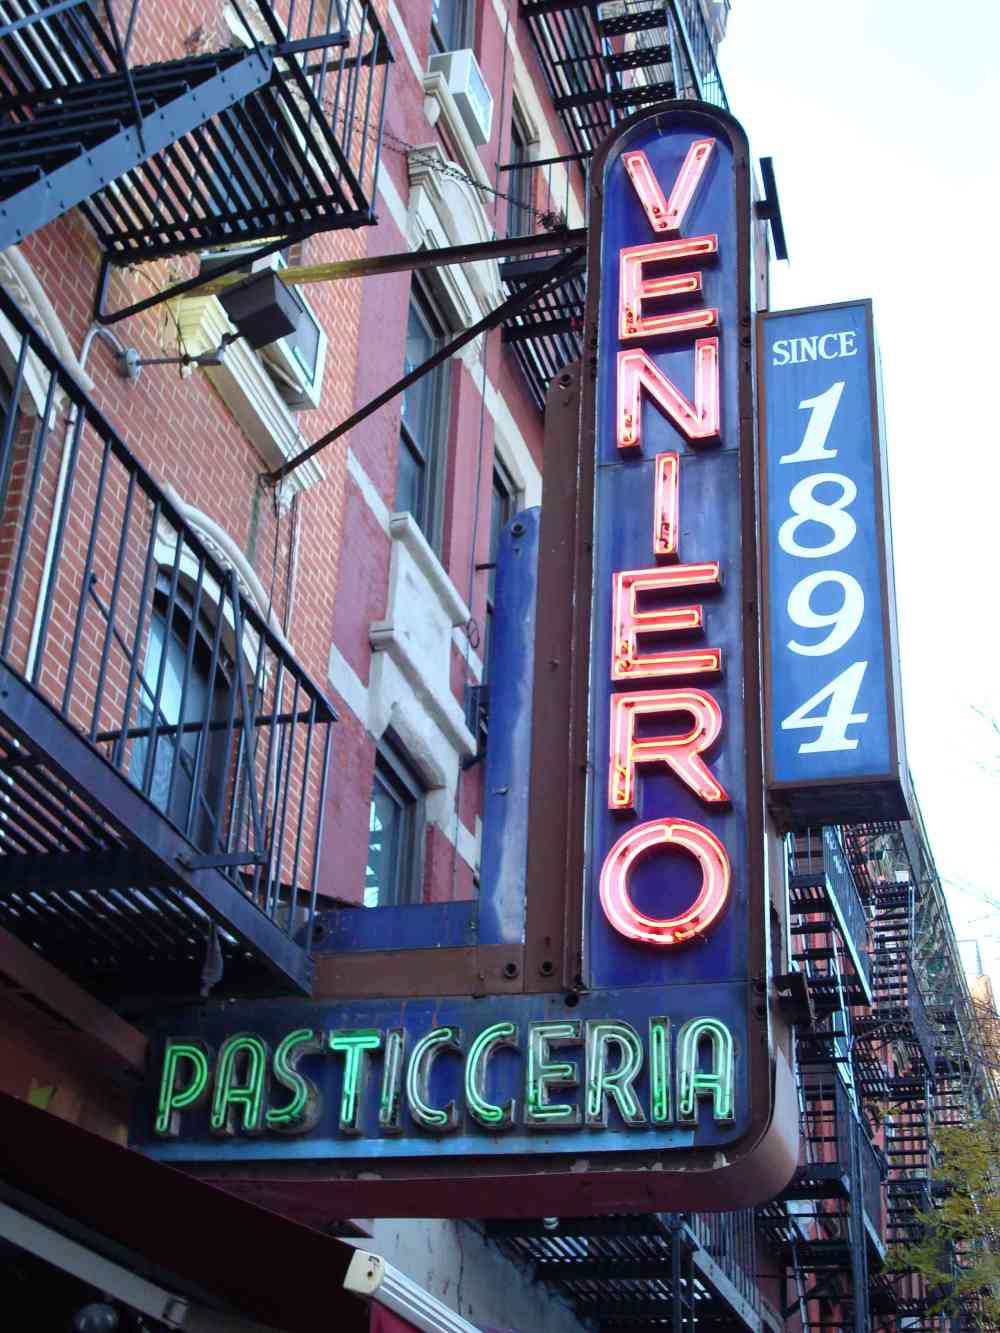 VENIERO
SINCE
1894
PASTICCERIA